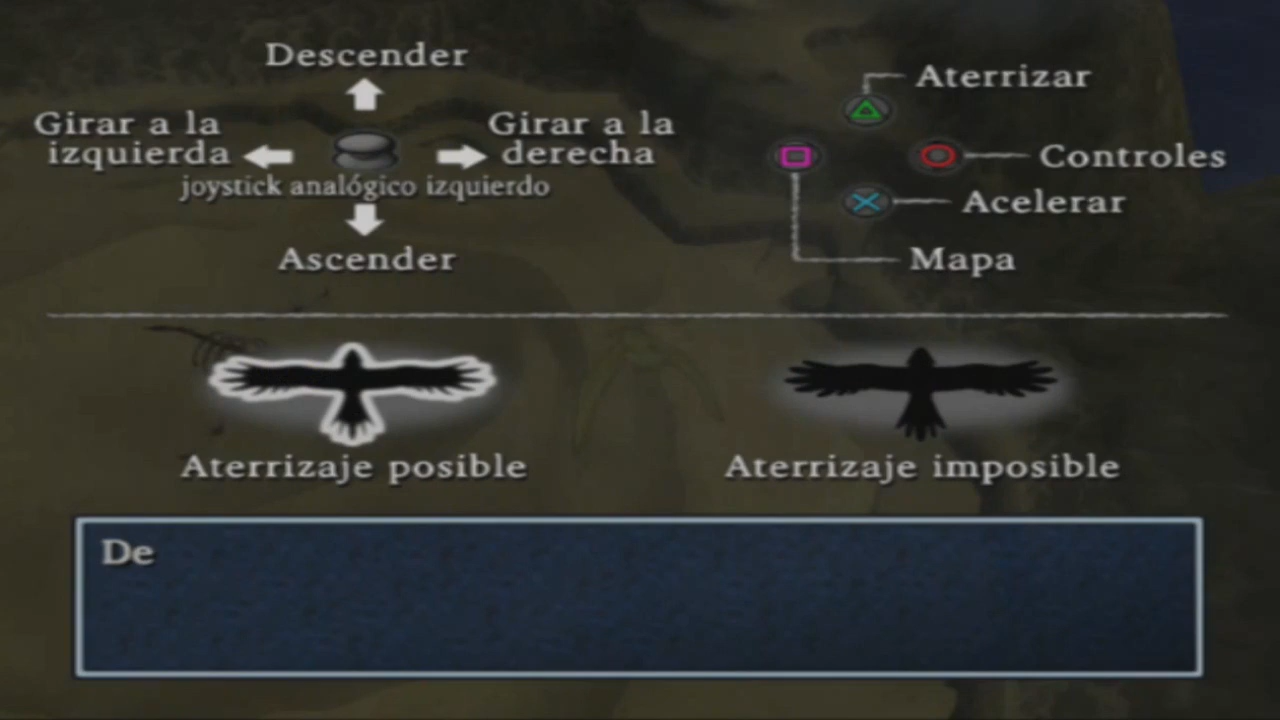 Descender
Girar a la
izquierda
Girar a la
derecha
joystick analógico izquierdo
Ascender
Aterrizar
Controles
Acelerar
Mapa
Aterrizaje posible
Aterrizaje imposible
De